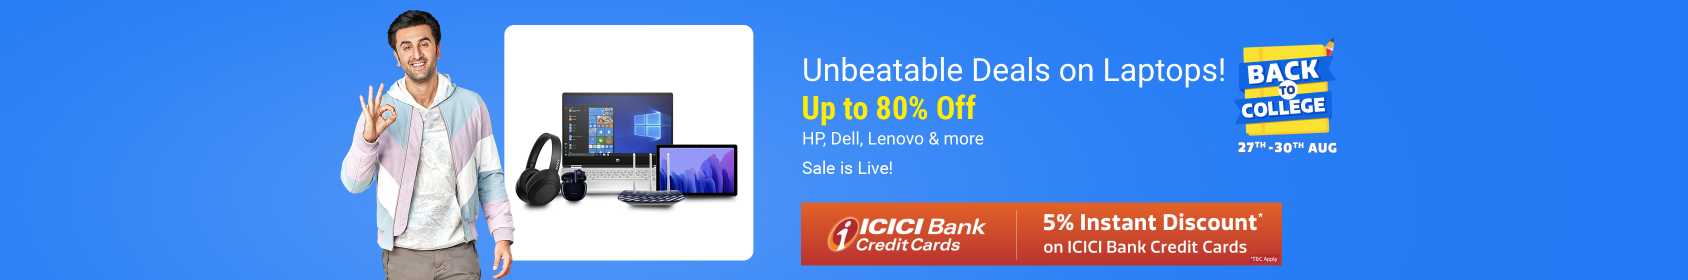 Unbeatable Deals on Laptops!
Up to 80% Off
HP, Dell, Lenovo & more
Sale is Live!
BACK
TO
COLLEGE
27TH-30TH AUG
ICICI Bank
Credit Cards
5% Instant Discount*
on ICICI Bank Credit Cards
*T&C Apply